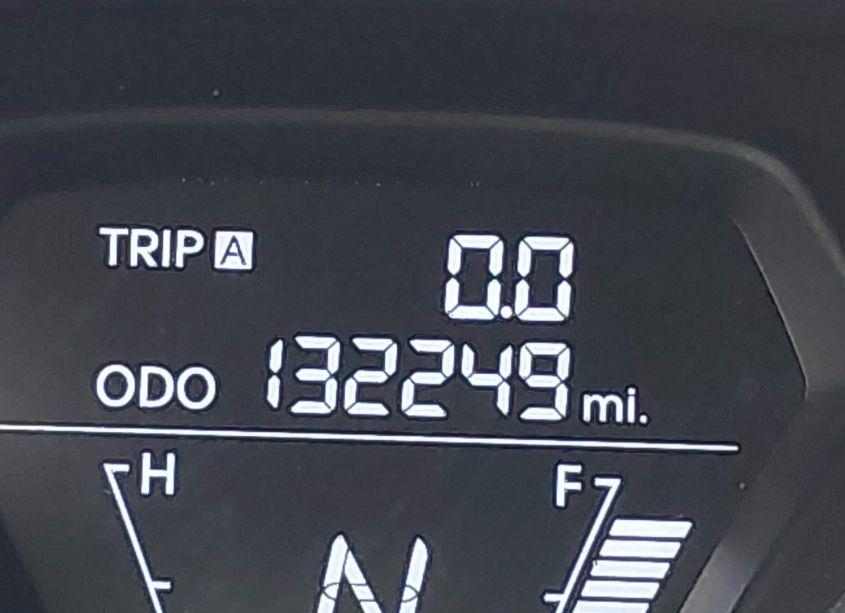 TRIP A 0.0
ODO 132249 mi.
H F
N